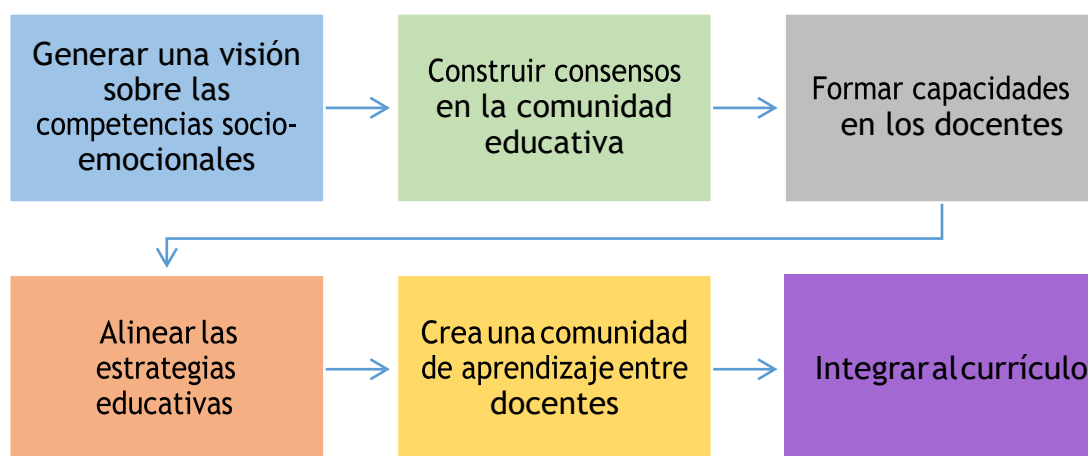 Generar una visión
sobre las
competencias socio-
emocionales
Construir consensos
en la comunidad
educativa
Formar capacidades
en los docentes
Alinear las
estrategias
educativas
Crea una comunidad
de aprendizaje entre
docentes
Integrar al currículo